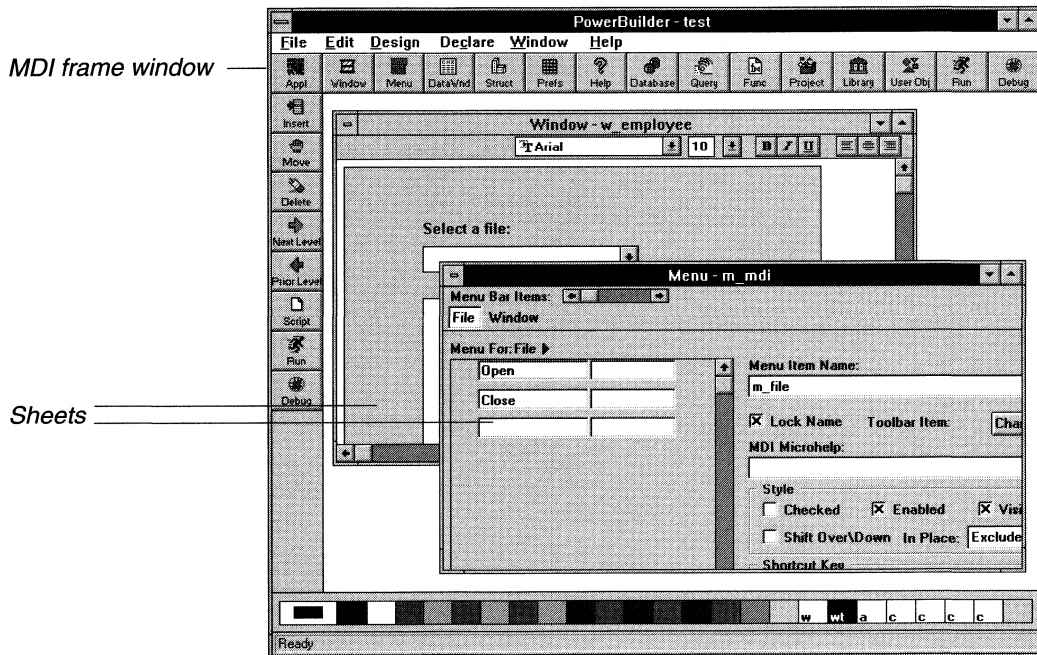 PowerBuilder - test
File Edit Design Declare Window Help
MDI frame window
Appl Window Menu DataWnd Struct Prefs Help Database Query Func Project Library User Obj Run Debug
Insert
Move
Delete
Next Level
Prior Level
Script
Run
Debug
Sheets
Window - w_employee
Arial 10 B I U
Select a file:
Menu - m_mdi
Menu Bar Items:
File Window
Menu For: File
Open
Close
Menu Item Name:
m_file
Lock Name Toolbar Item: Cha
MDI Microhelp:
Style
Checked Enabled Visi
Shift Over\Down In Place: Exclude
Shortcut Key
w wt a c c c c
Ready